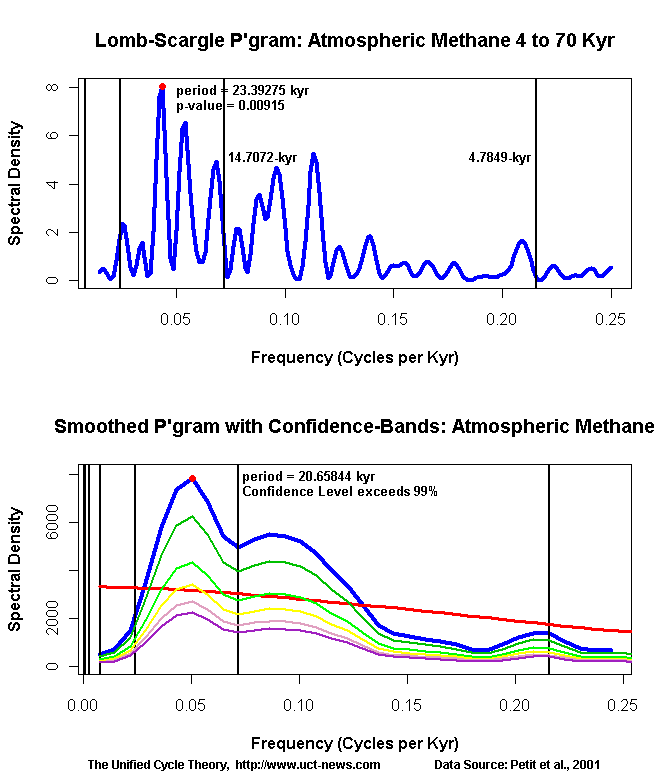 Lomb-Scargle P'gram: Atmospheric Methane 4 to 70 Kyr
period = 23.39275 kyr
p-value = 0.00915
14.7072-kyr
4.7849-kyr
Spectral Density
8
6
4
2
0
0.05
0.10
0.15
0.20
0.25
Frequency (Cycles per Kyr)
Smoothed P'gram with Confidence-Bands: Atmospheric Methane
period = 20.65844 kyr
Confidence Level exceeds 99%
Spectral Density
6000
2000
0
0.00
0.05
0.10
0.15
0.20
0.25
Frequency (Cycles per Kyr)
The Unified Cycle Theory, http://www.uct-news.com
Data Source: Petit et al., 2001